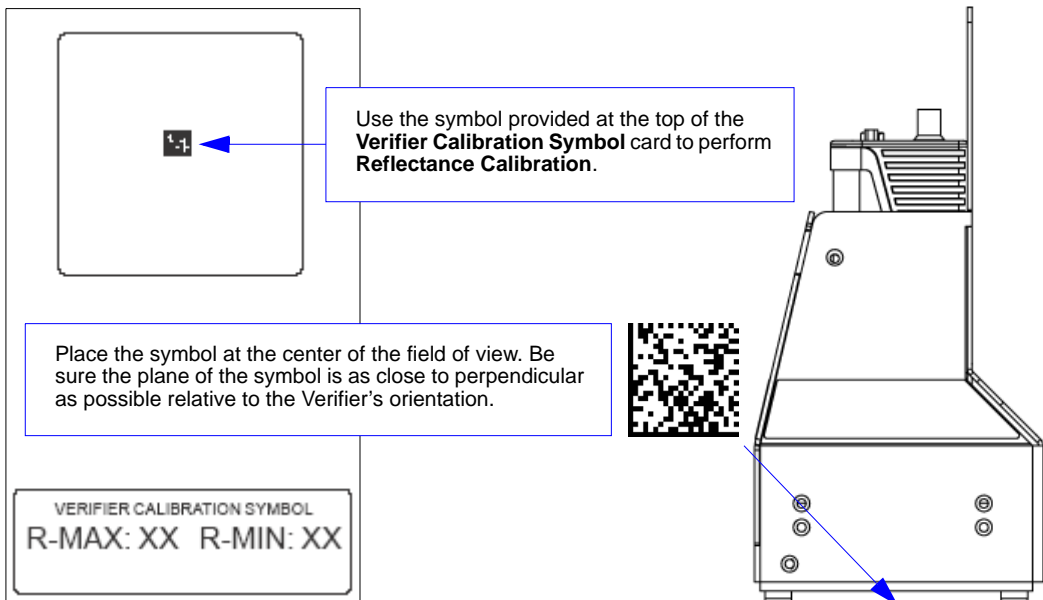 Use the symbol provided at the top of the
Verifier Calibration Symbol card to perform
Reflectance Calibration.
Place the symbol at the center of the field of view. Be
sure the plane of the symbol is as close to perpendicular
as possible relative to the Verifier's orientation.
VERIFIER CALIBRATION SYMBOL
R-MAX: XX R-MIN: XX